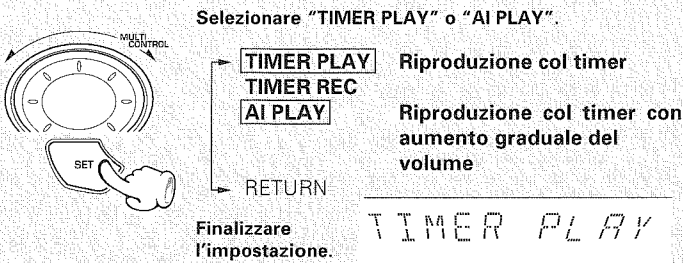 Selezionare "TIMER PLAY" o "AI PLAY".
MULTI CONTROL
TIMER PLAY Riproduzione col timer
TIMER REC
AI PLAY Riproduzione col timer con
aumento graduale del
volume
SET
RETURN
Finalizzare
l'impostazione.
TIMER PLAY